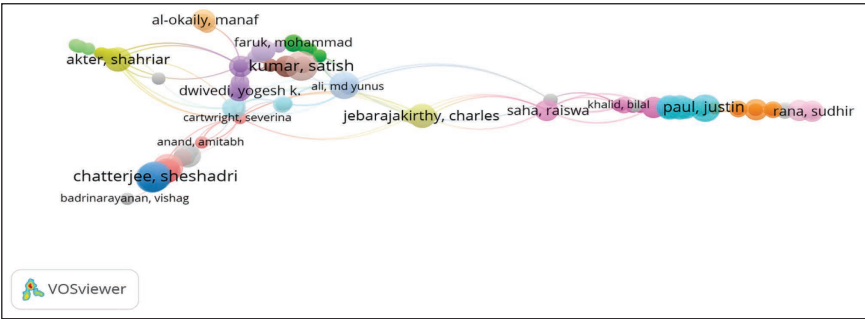 al-okaily, manaf
faruk, mohammad
akter, shahriar
kumar, satish
dwivedi, yogesh k.
ali, md yunus
cartwright, severina
jebarajakirthy, charles
saha, raiswa
khalid, bilal
paul, justin
rana, sudhir
anand, amitabh
chatterjee, sheshadri
badrinarayanan, vishag
VOSviewer